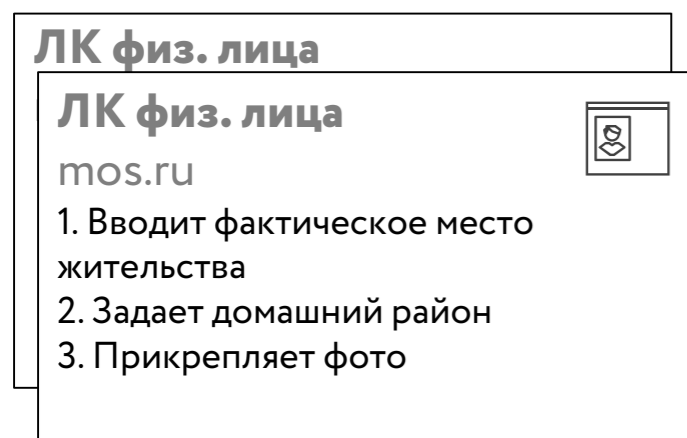 ЛК физ. лица
ЛК физ. лица
mos.ru
1. Вводит фактическое место
жительства
2. Задает домашний район
3. Прикрепляет фото